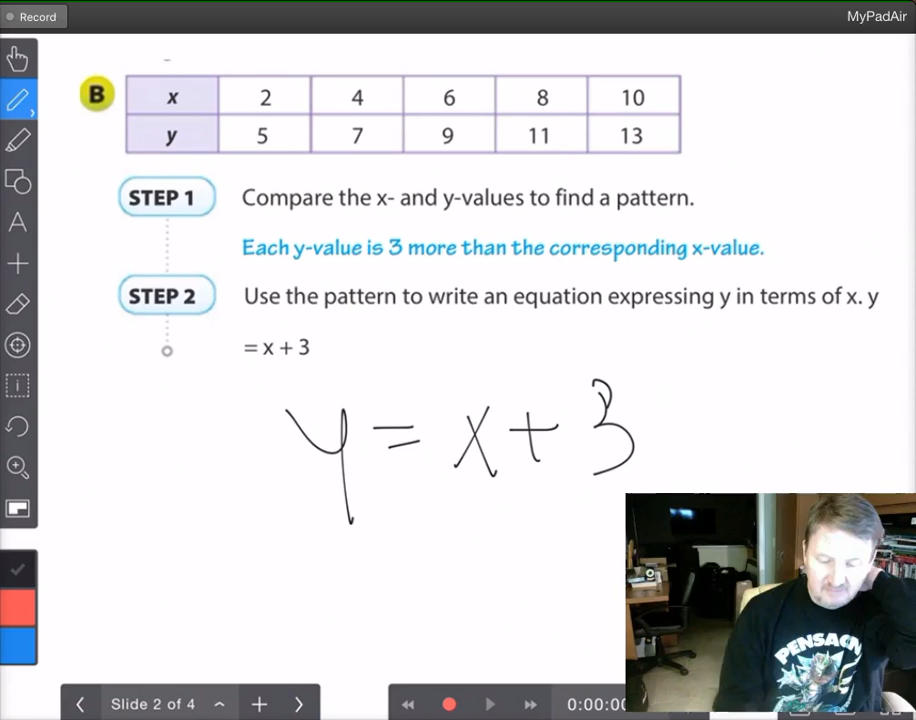 Record
MyPadAir
B
x 2 4 6 8 10
y 5 7 9 11 13
STEP 1 Compare the x- and y-values to find a pattern.
Each y-value is 3 more than the corresponding x-value.
STEP 2 Use the pattern to write an equation expressing y in terms of x. y
= x + 3
y = x + 3
A
PENSACN
Slide 2 of 4